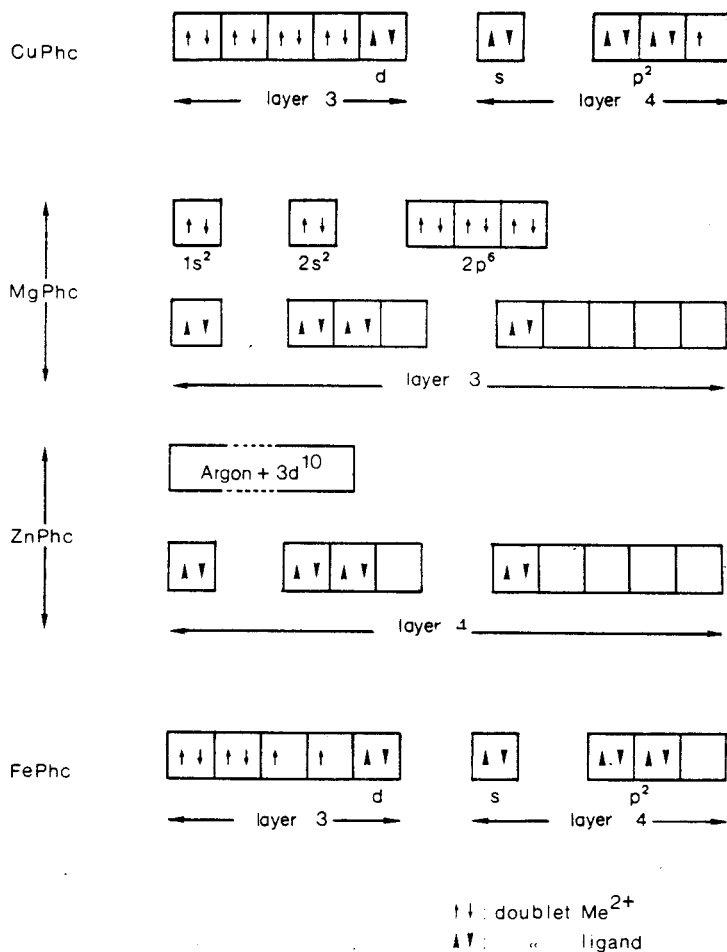 CuPhc
d s p²
layer 3 layer 4
1s² 2s² 2p⁶
MgPhc
layer 3
Argon + 3d¹⁰
ZnPhc
layer 4
FePhc
d s p²
layer 3 layer 4
↑↓ : doublet Me²⁺
▲▼ : " ligand